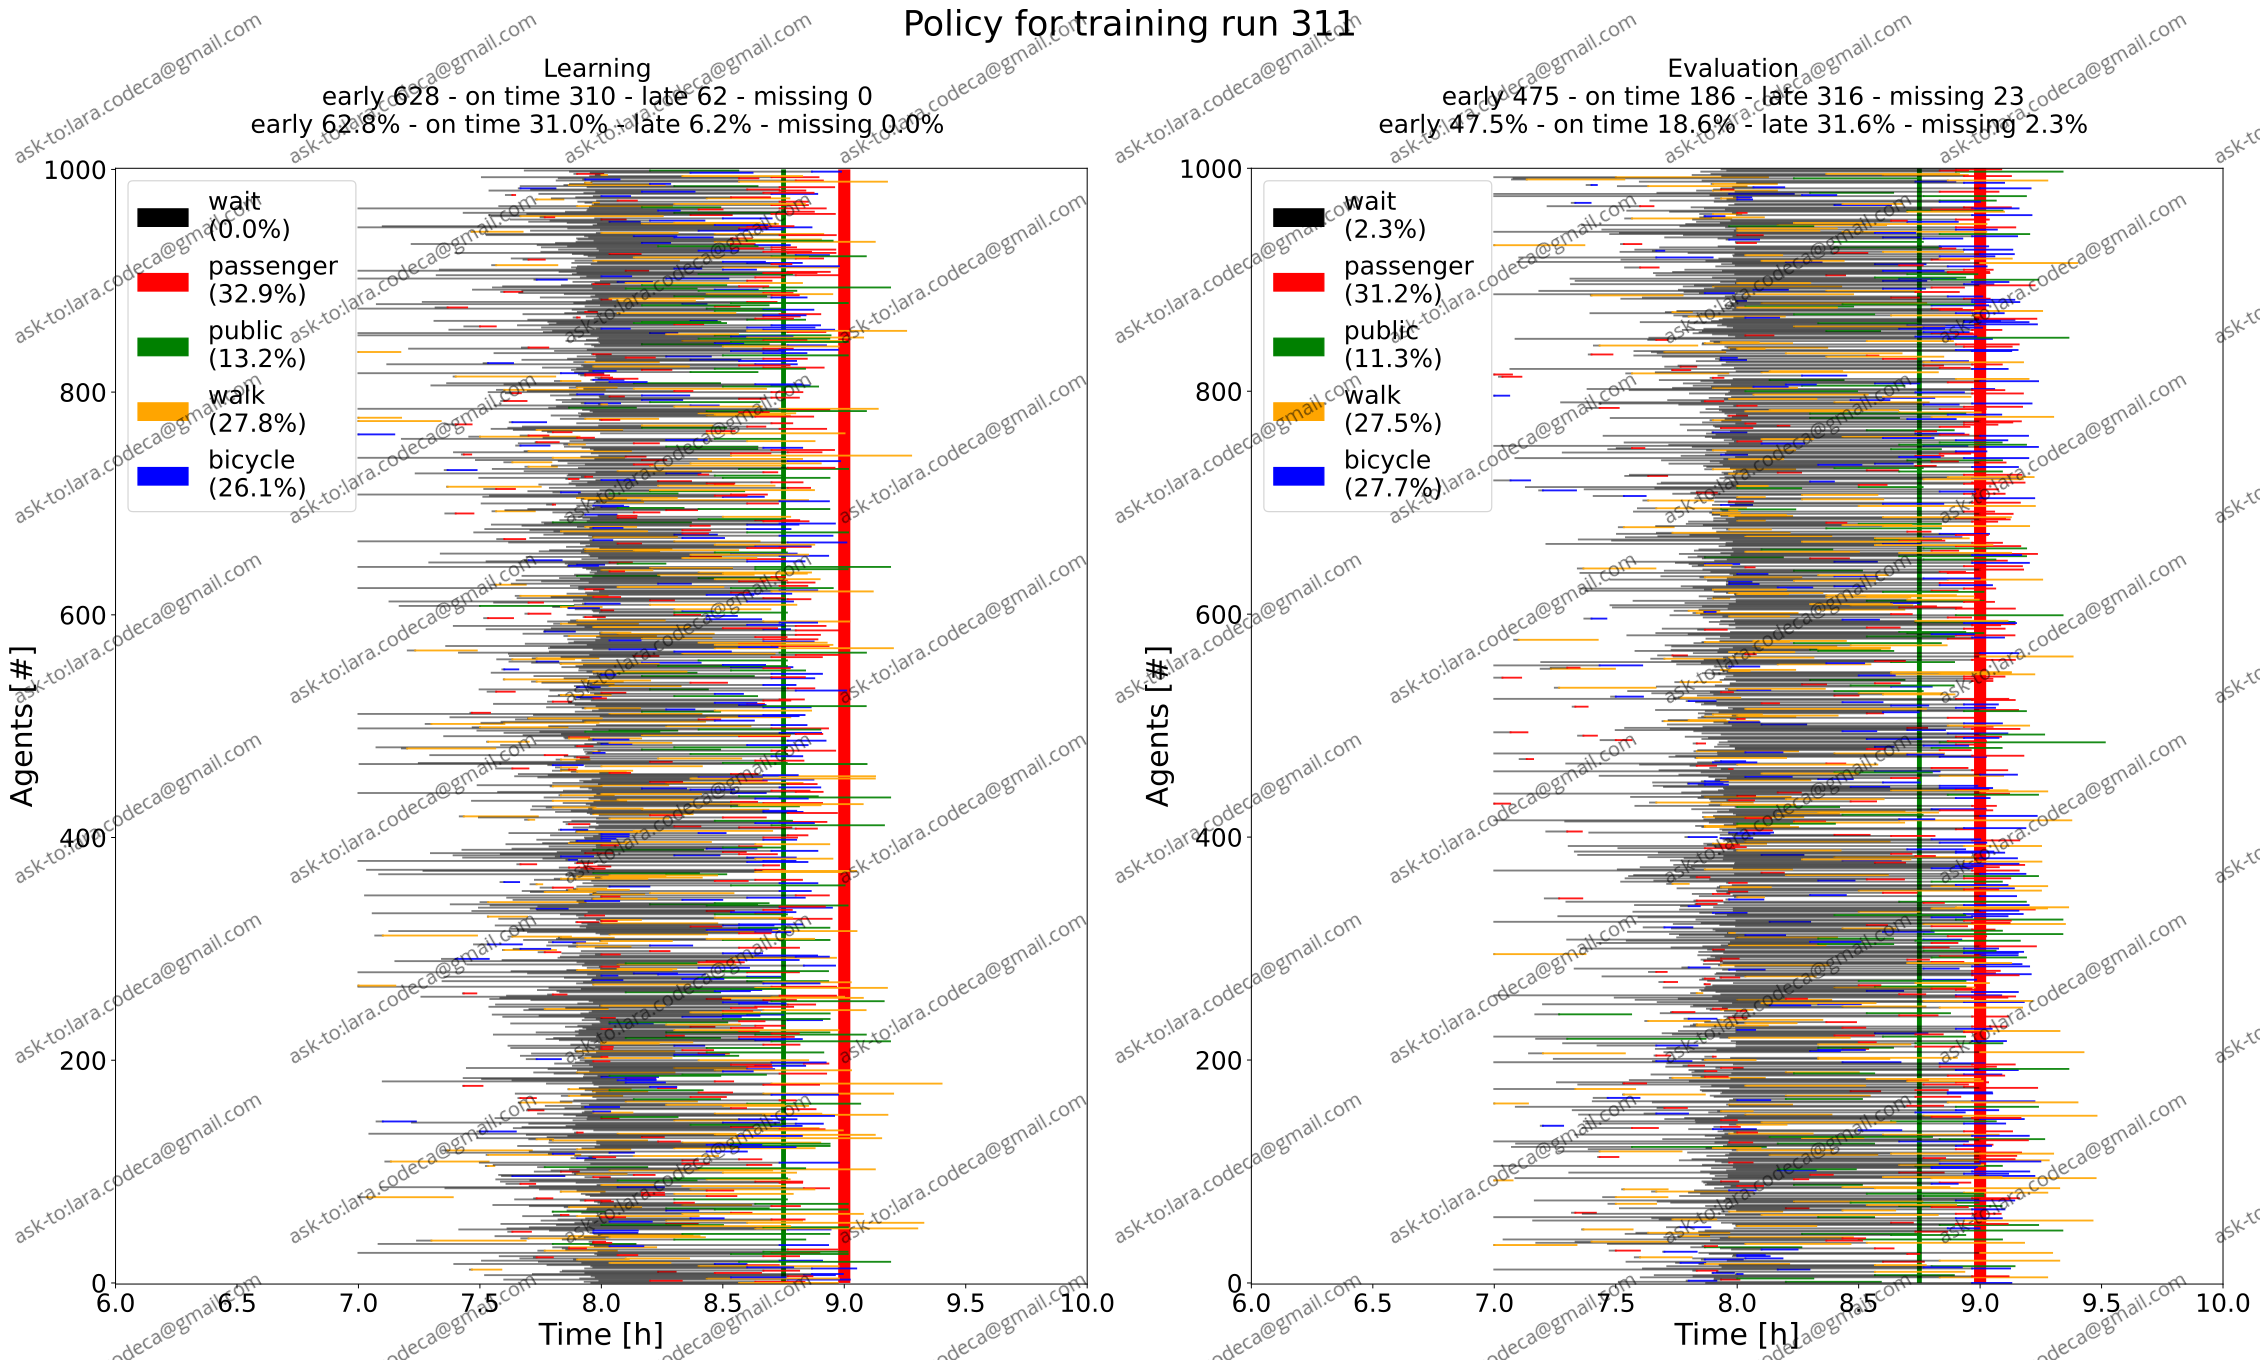 Policy for training run 311
Learning
early 628 - on time 310 - late 62 - missing 0
early 62.8% - on time 31.0% - late 6.2% - missing 0.0%
Evaluation
early 475 - on time 186 - late 316 - missing 23
early 47.5% - on time 18.6% - late 31.6% - missing 2.3%
wait
(0.0%)
passenger
(32.9%)
public
(13.2%)
walk
(27.8%)
bicycle
(26.1%)
wait
(2.3%)
passenger
(31.2%)
public
(11.3%)
walk
(27.5%)
bicycle
(27.7%)
Agents [#]
1000
800
600
400
200
0
6.0 6.5 7.0 7.5 8.0 8.5 9.0 9.5 10.0
Time [h]
Agents [#]
1000
800
600
400
200
0
6.0 6.5 7.0 7.5 8.0 8.5 9.0 9.5 10.0
Time [h]
ask-to:lara.codeca@gmail.com